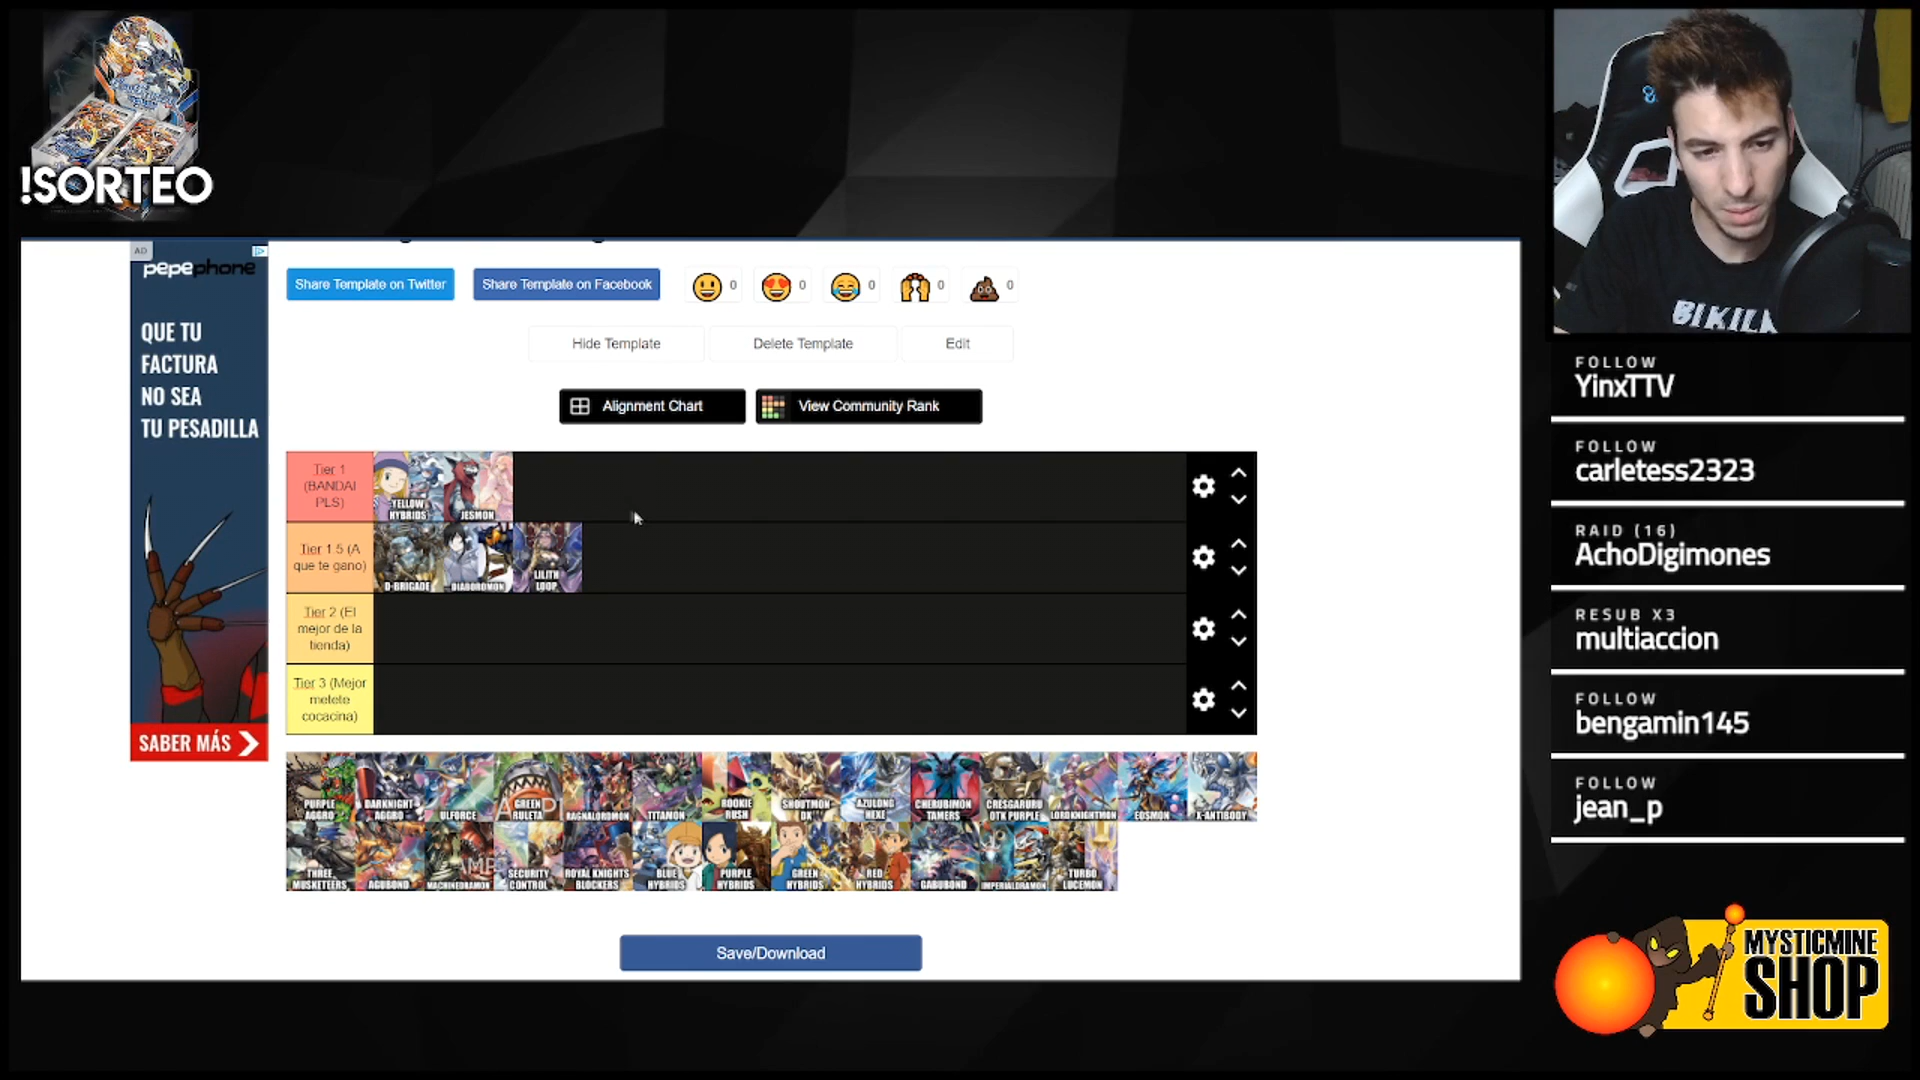 !SORTEO
AD
pepephone
QUE TU
FACTURA
NO SEA
TU PESADILLA
SABER MÁS
Share Template on Twitter
Share Template on Facebook
0
0
0
0
0
Hide Template
Delete Template
Edit
Alignment Chart
View Community Rank
Tier 1
(BANDAI
PLS)
YELLOW
HYBRIDS
JESMON
Tier 1.5 (A
que te gano)
D-BRIGADE
DIABOROMON
LILITH
LOOP
Tier 2 (El
mejor de la
tienda)
Tier 3 (Mejor
metete
cocacina)
PURPLE
AGGRO
DARKNIGHT
AGGRO
ULFORCE
GREEN
RULETA
RAGNALORDMON
TITAMON
ROOKIE
RUSH
SHOUTMON
DX
AZULONG
HEXE
CHERUBIMON
TAMERS
CRESGARURU
OTK PURPLE
LORDKNIGHTMON
EOSMON
X-ANTIBODY
THREE
MUSKETEERS
AGUBOND
MACHINEDRAMON
SECURITY
CONTROL
ROYAL KNIGHTS
BLOCKERS
BLUE
HYBRIDS
PURPLE
HYBRIDS
GREEN
HYBRIDS
RED
HYBRIDS
GABUBOND
IMPERIALDRAMON
TURBO
LUCEMON
Save/Download
FOLLOW
YinxTTV
FOLLOW
carletess2323
RAID (16)
AchoDigimones
RESUB X3
multiaccion
FOLLOW
bengamin145
FOLLOW
jean_p
MYSTICMINE
SHOP